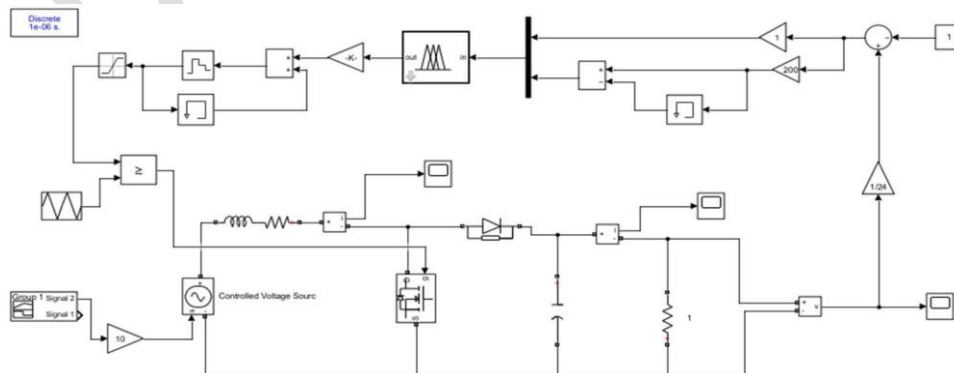 Discrete
1e-06 s.
1
1
-K-
out
in
+
+
200
+
-
-
+
≥
1/24
+
i
-
+
i
-
Group 1
Signal 2
Signal 1
10
Controlled Voltage Sourc
s
+
-
D
g
S
1
+
-
v